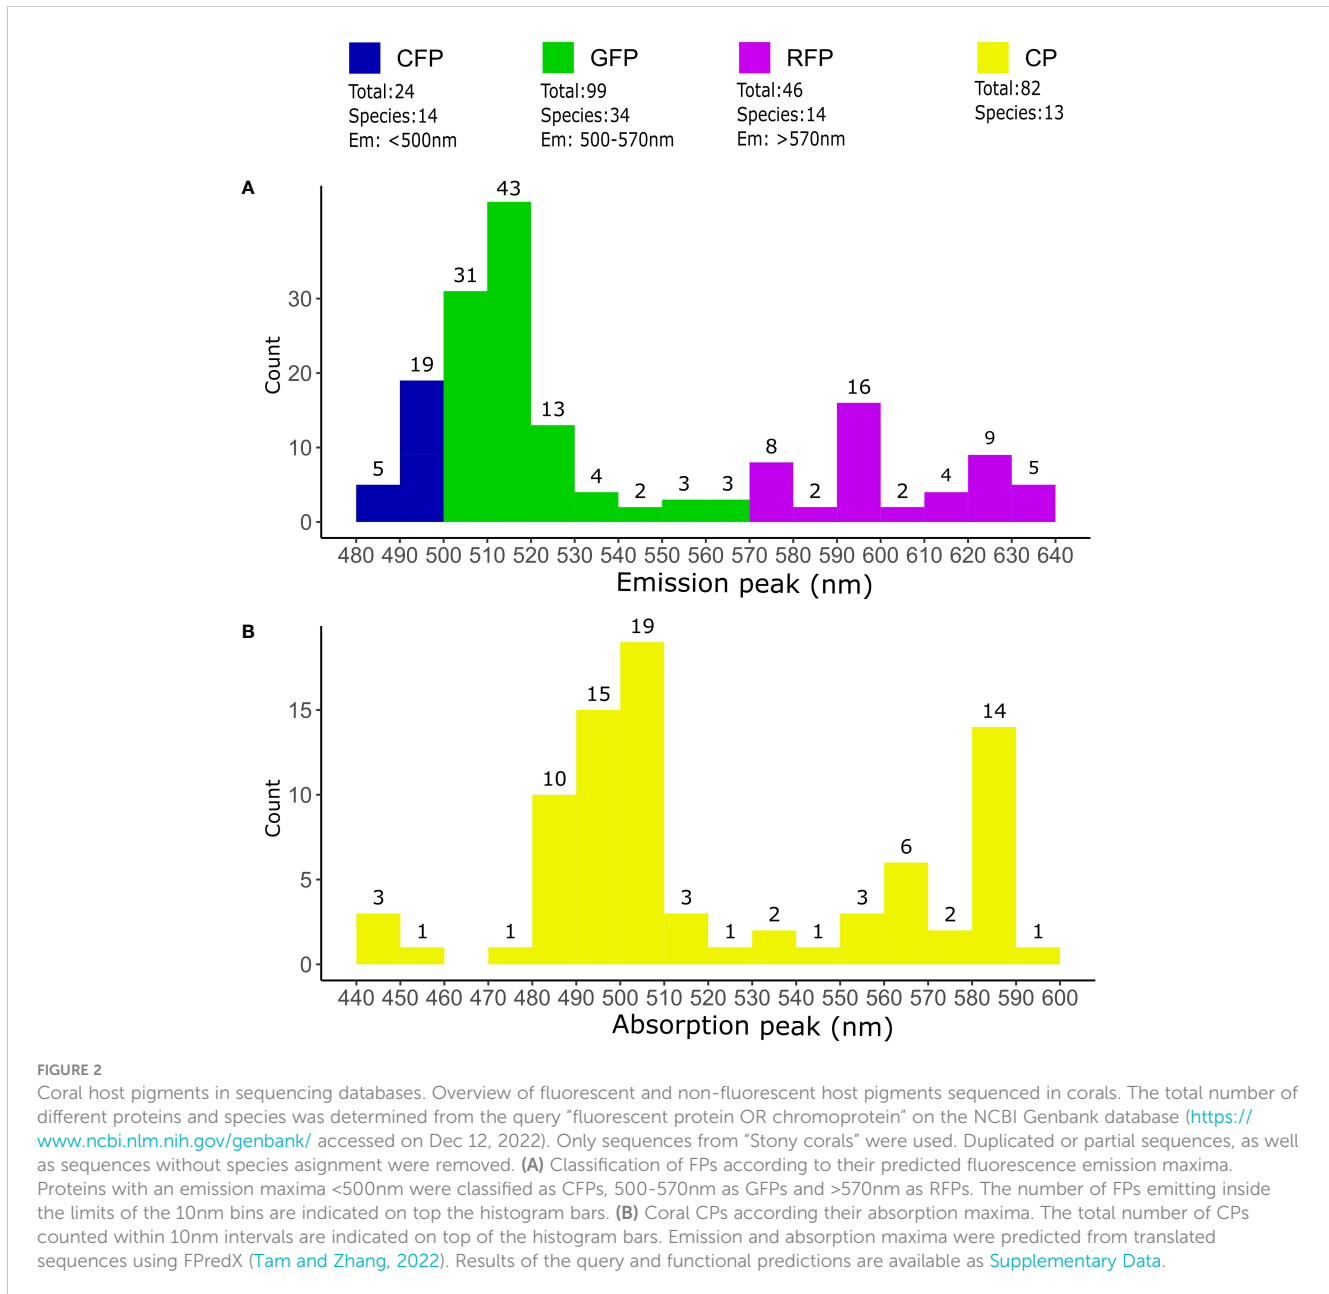 CFP
Total:24
Species:14
Em: <500nm
GFP
Total:99
Species:34
Em: 500-570nm
RFP
Total:46
Species:14
Em: >570nm
CP
Total:82
Species:13
A
Count
30
20
10
0
5
19
31
43
13
4
2
3
3
8
2
16
2
4
9
5
480 490 500 510 520 530 540 550 560 570 580 590 600 610 620 630 640
Emission peak (nm)
B
Count
15
10
5
0
3
1
1
10
15
19
3
1
2
1
3
6
2
14
1
440 450 460 470 480 490 500 510 520 530 540 550 560 570 580 590 600
Absorption peak (nm)
FIGURE 2
Coral host pigments in sequencing databases. Overview of fluorescent and non-fluorescent host pigments sequenced in corals. The total number of
different proteins and species was determined from the query "fluorescent protein OR chromoprotein" on the NCBI Genbank database (https://
www.ncbi.nlm.nih.gov/genbank/ accessed on Dec 12, 2022). Only sequences from "Stony corals" were used. Duplicated or partial sequences, as well
as sequences without species asignment were removed. (A) Classification of FPs according to their predicted fluorescence emission maxima.
Proteins with an emission maxima <500nm were classified as CFPs, 500-570nm as GFPs and >570nm as RFPs. The number of FPs emitting inside
the limits of the 10nm bins are indicated on top the histogram bars. (B) Coral CPs according their absorption maxima. The total number of CPs
counted within 10nm intervals are indicated on top of the histogram bars. Emission and absorption maxima were predicted from translated
sequences using FPredX (Tam and Zhang, 2022). Results of the query and functional predictions are available as Supplementary Data.